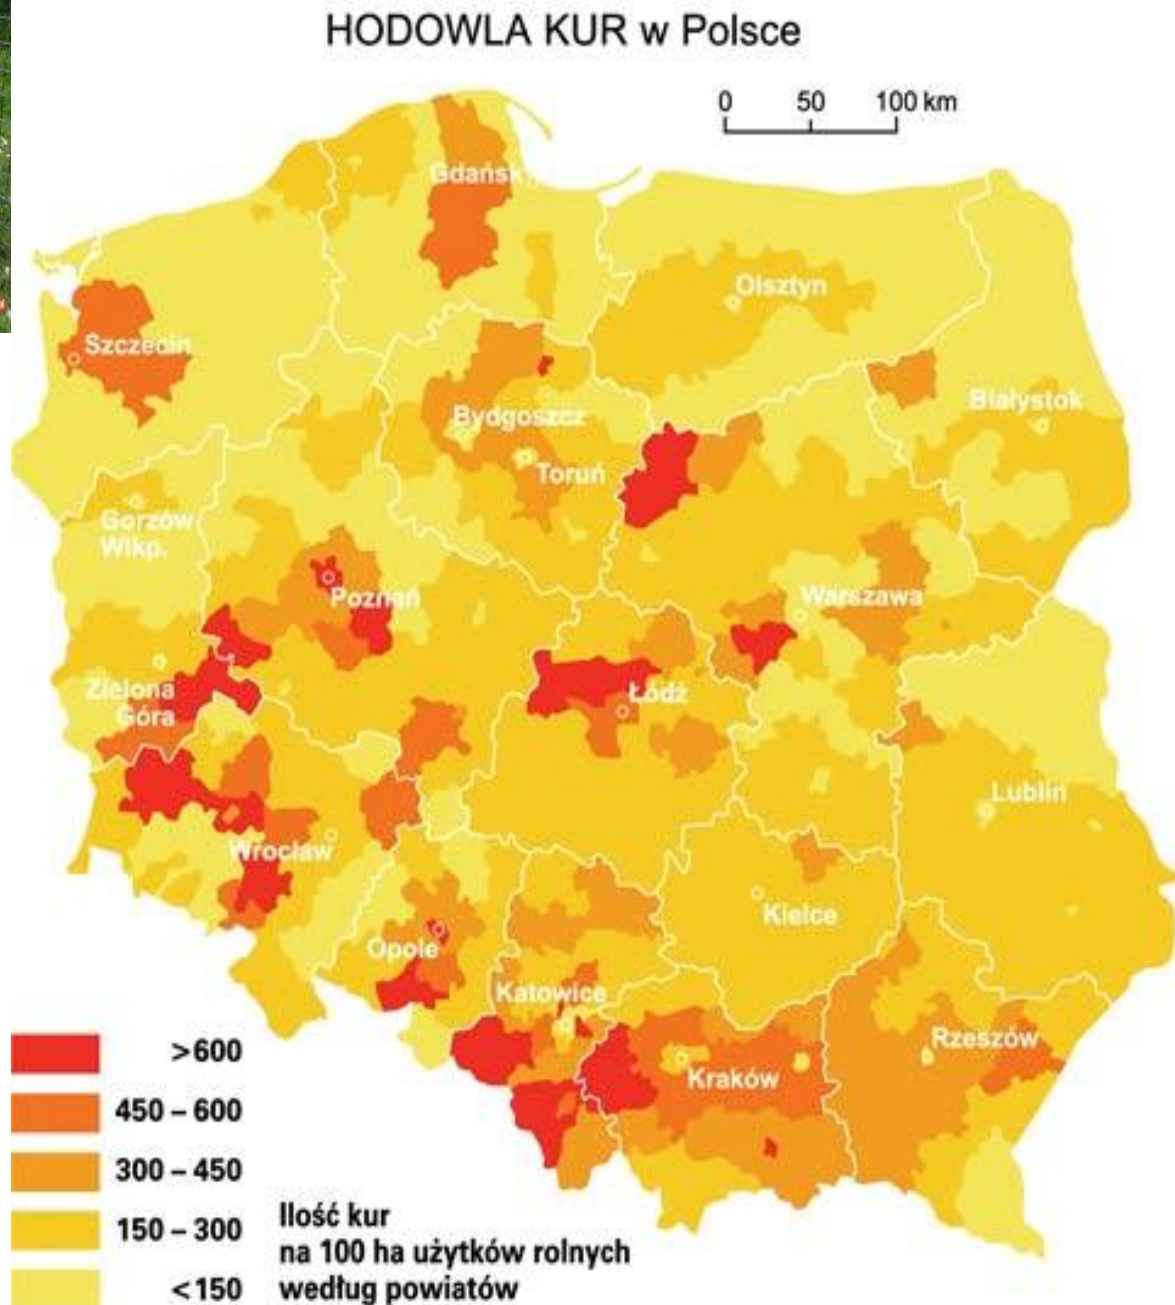 HODOWLA KUR w Polsce
0 50 100 km
Gdańsk
Olsztyn
Szczecin
Białystok
Bydgoszcz
Toruń
Gorzów
Wlkp.
Poznań
Warszawa
Zielona
Góra
Łódź
Lublin
Wrocław
Kielce
Opole
Katowice
Rzeszów
Kraków
>600
450 – 600
300 – 450
150 – 300
<150
Ilość kur
na 100 ha użytków rolnych
według powiatów